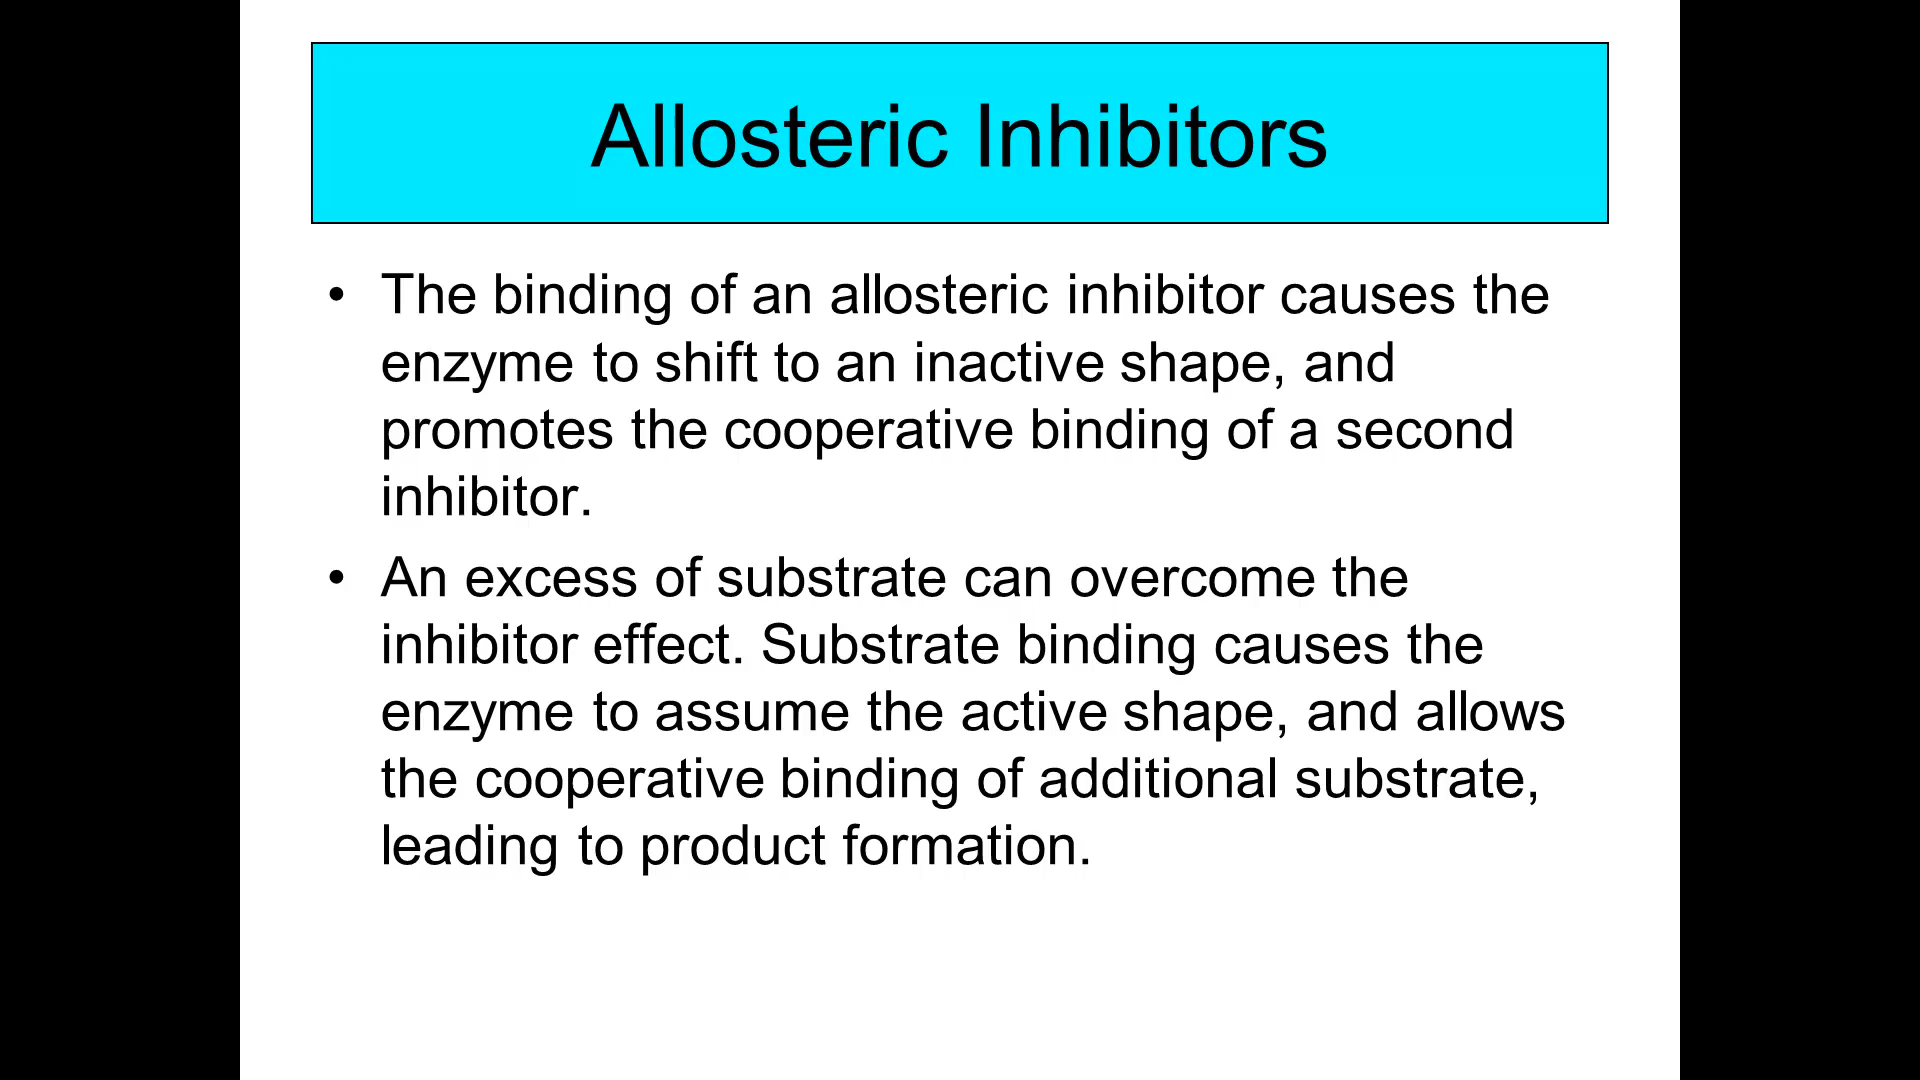 Allosteric Inhibitors
• The binding of an allosteric inhibitor causes the
enzyme to shift to an inactive shape, and
promotes the cooperative binding of a second
inhibitor.
• An excess of substrate can overcome the
inhibitor effect. Substrate binding causes the
enzyme to assume the active shape, and allows
the cooperative binding of additional substrate,
leading to product formation.